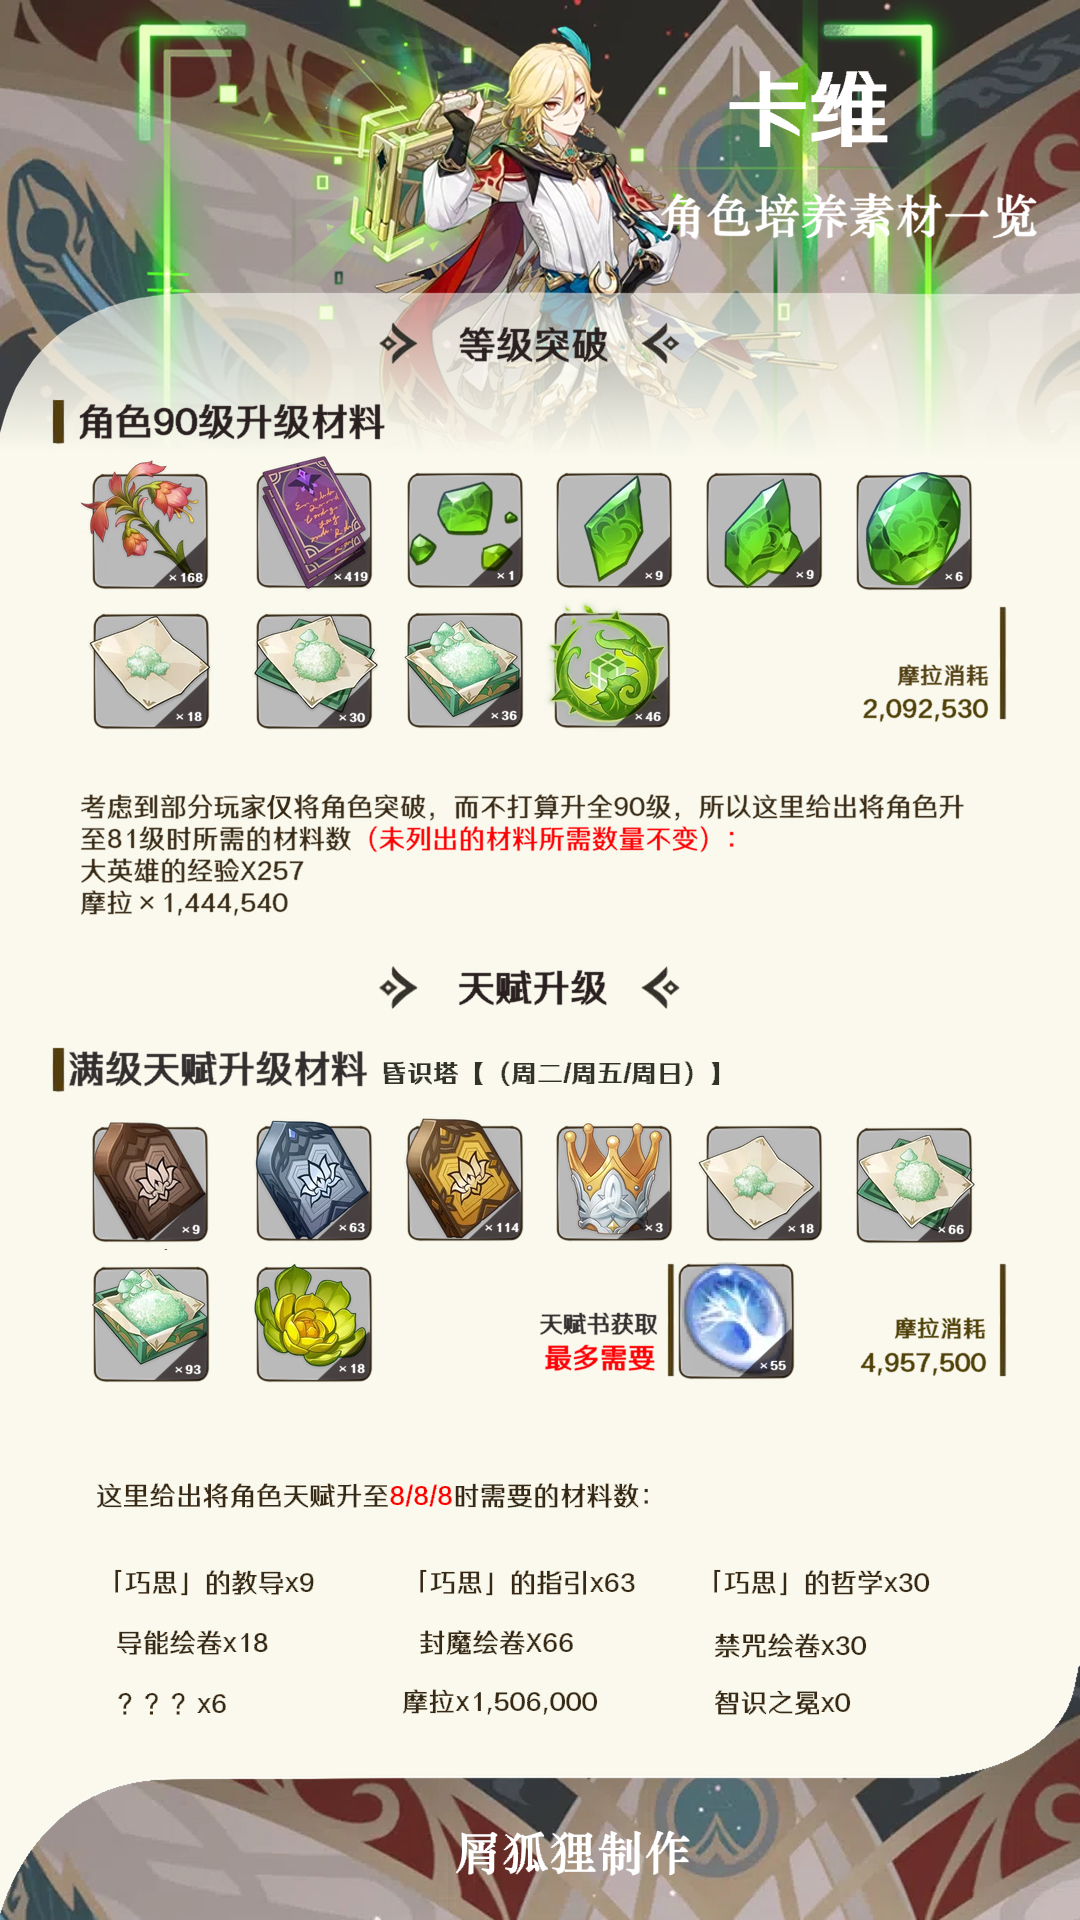 卡维
角色培养素材一览
等级突破
角色90级升级材料
×168 ×419 ×1 ×9 ×9 ×6
×18 ×30 ×36 ×46
摩拉消耗
2,092,530
考虑到部分玩家仅将角色突破，而不打算升全90级，所以这里给出将角色升
至81级时所需的材料数（未列出的材料所需数量不变）：
大英雄的经验X257
摩拉×1,444,540
天赋升级
满级天赋升级材料 昏识塔【（周二/周五/周日）】
×9 ×63 ×114 ×3 ×18 ×66
×93 ×18
天赋书获取
最多需要
×55
摩拉消耗
4,957,500
这里给出将角色天赋升至8/8/8时需要的材料数：
「巧思」的教导x9 「巧思」的指引x63 「巧思」的哲学x30
导能绘卷x18 封魔绘卷X66 禁咒绘卷x30
？？？x6 摩拉x1,506,000 智识之冕x0
屑狐狸制作